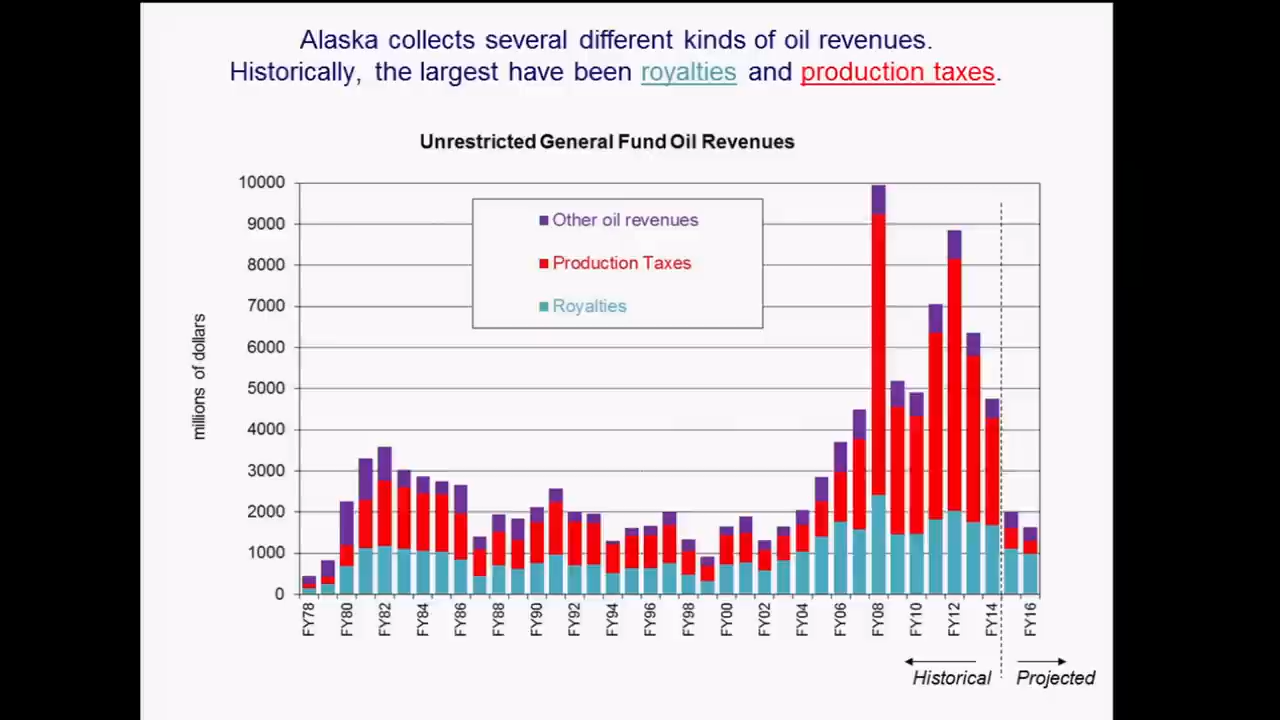 Alaska collects several different kinds of oil revenues.
Historically, the largest have been royalties and production taxes.
Unrestricted General Fund Oil Revenues
millions of dollars
10000
9000
8000
7000
6000
5000
4000
3000
2000
1000
0
Other oil revenues
Production Taxes
Royalties
FY78
FY80
FY82
FY84
FY86
FY88
FY90
FY92
FY94
FY96
FY98
FY00
FY02
FY04
FY06
FY08
FY10
FY12
FY14
FY16
Historical
Projected